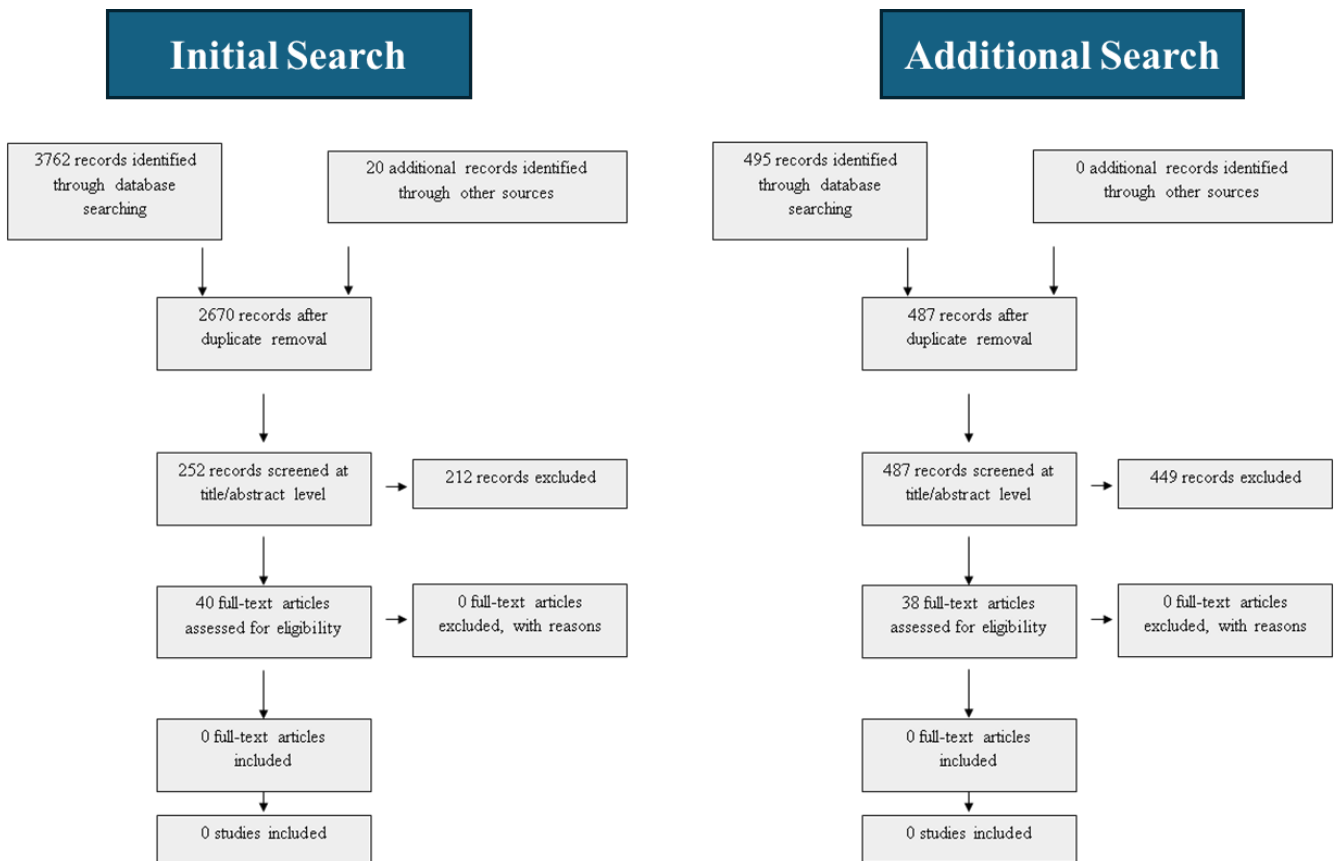 Initial Search
3762 records identified
through database
searching
20 additional records identified
through other sources
2670 records after
duplicate removal
252 records screened at
title/abstract level
212 records excluded
40 full-text articles
assessed for eligibility
0 full-text articles
excluded, with reasons
0 full-text articles
included
0 studies included
Additional Search
495 records identified
through database
searching
0 additional records identified
through other sources
487 records after
duplicate removal
487 records screened at
title/abstract level
449 records excluded
38 full-text articles
assessed for eligibility
0 full-text articles
excluded, with reasons
0 full-text articles
included
0 studies included